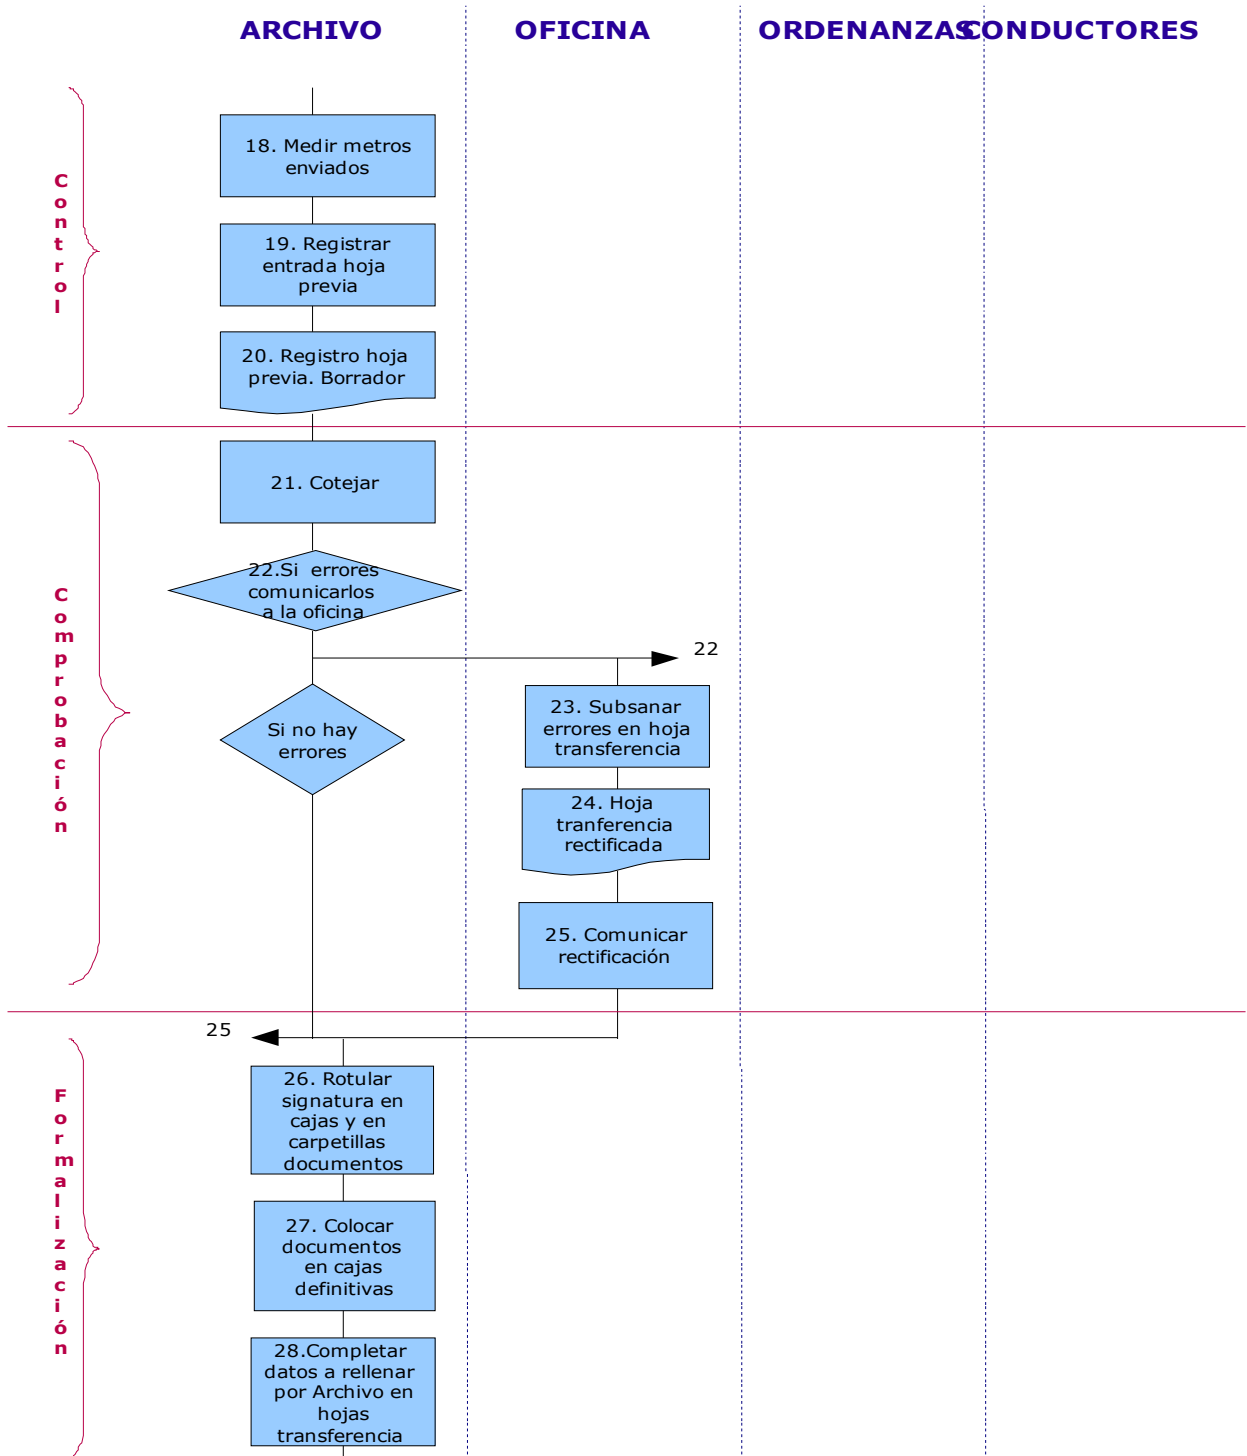 ARCHIVO
OFICINA
ORDENANZAS
CONDUCTORES
Control
18. Medir metros
enviados
19. Registrar
entrada hoja
previa
20. Registro hoja
previa. Borrador
Comprobación
21. Cotejar
22.Si errores
comunicarlos
a la oficina
22
Si no hay
errores
23. Subsanar
errores en hoja
transferencia
24. Hoja
tranferencia
rectificada
25. Comunicar
rectificación
25
Formalización
26. Rotular
signatura en
cajas y en
carpetillas
documentos
27. Colocar
documentos
en cajas
definitivas
28.Completar
datos a rellenar
por Archivo en
hojas
transferencia